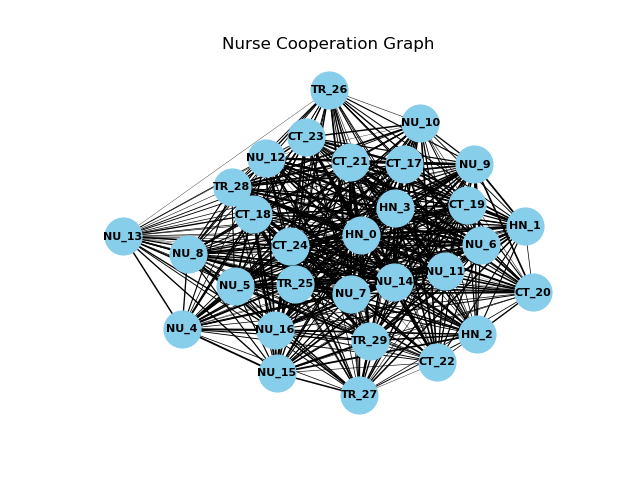 Nurse Cooperation Graph
TR_26
NU_10
CT_23
NU_12
CT_21
CT_17
NU_9
TR_28
CT_18
HN_3
CT_19
HN_1
NU_13
HN_0
CT_24
NU_6
NU_8
NU_11
NU_5
TR_25
NU_14
NU_7
CT_20
NU_4
NU_16
HN_2
TR_29
CT_22
NU_15
TR_27